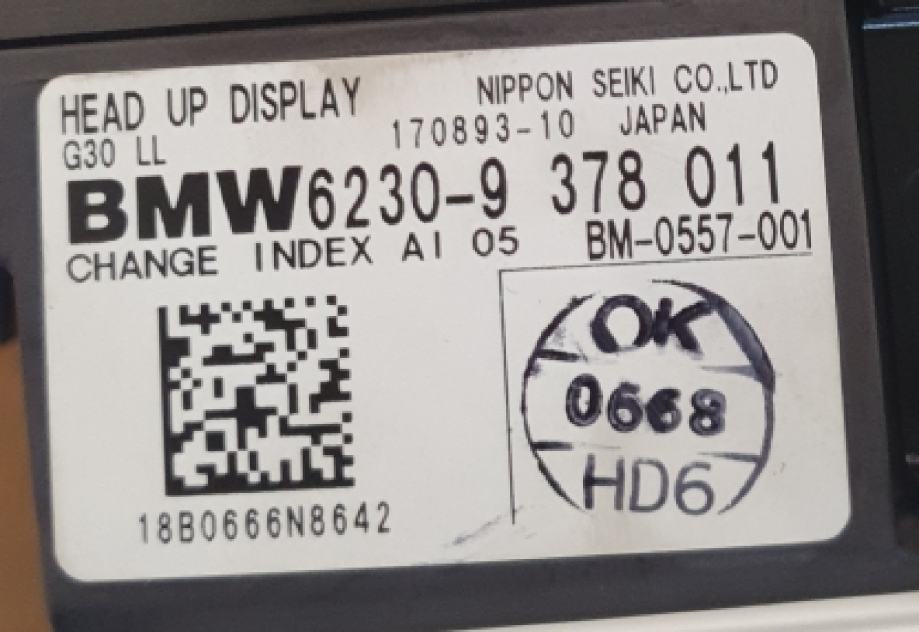 HEAD UP DISPLAY NIPPON SEIKI CO.,LTD
G30 LL 170893-10 JAPAN
BMW6230-9 378 011
CHANGE INDEX AI 05 BM-0557-001
OK
0668
HD6
18B0666N8642